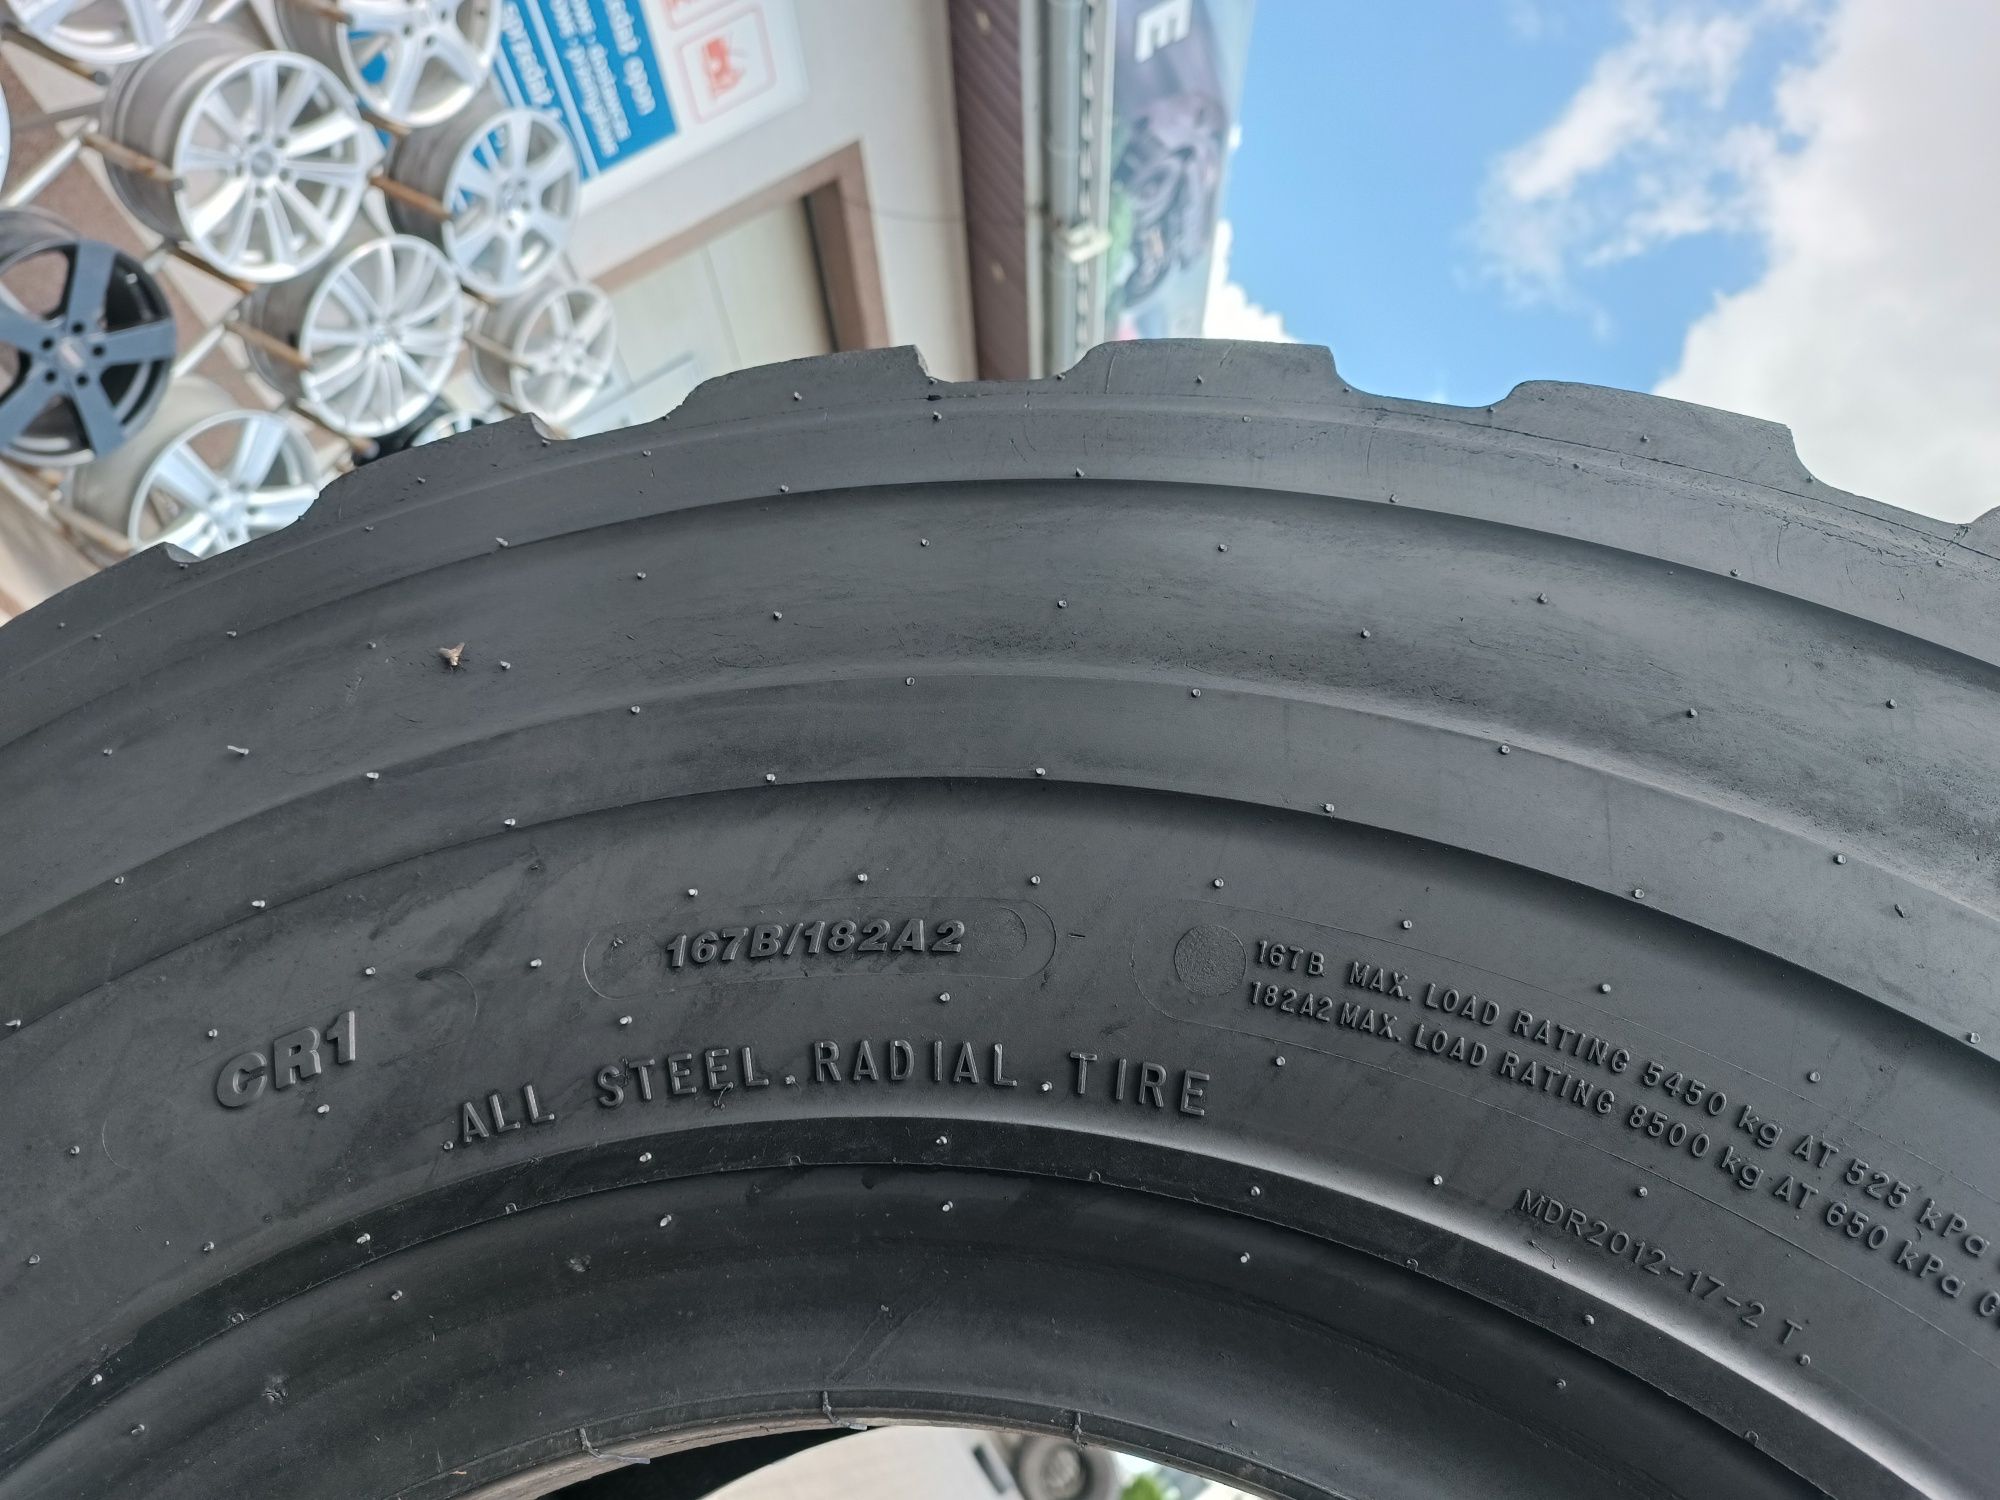 167B/182A2
CR1
.ALL STEEL.RADIAL.TIRE
167B MAX. LOAD RATING 5450 kg AT 525 kPa
182A2 MAX. LOAD RATING 8500 kg AT 650 kPa
MDR2012-17-2 T.
E